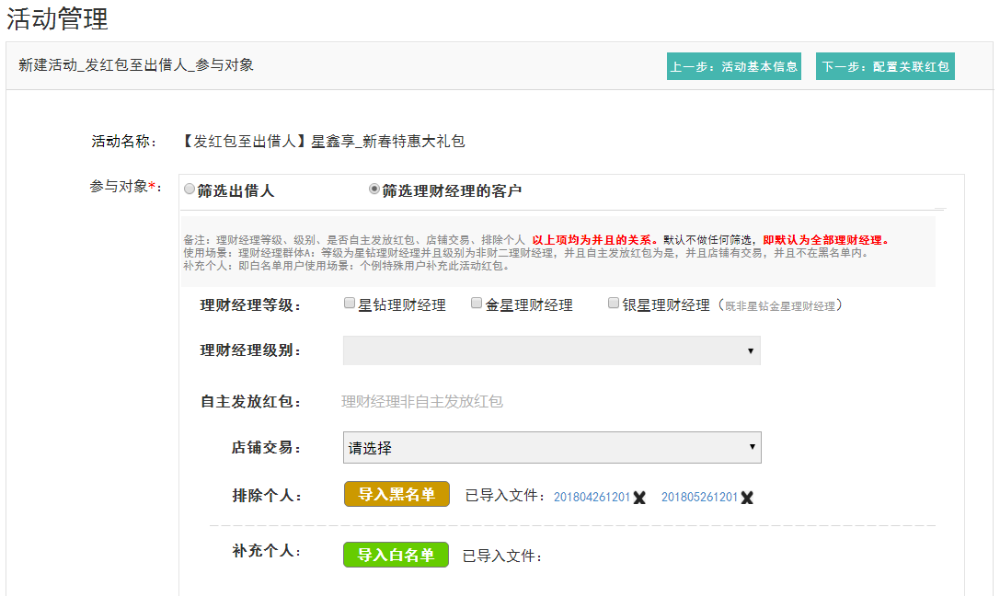 活动管理
新建活动_发红包至出借人_参与对象
上一步：活动基本信息
下一步：配置关联红包
活动名称： 【发红包至出借人】星鑫享_新春特惠大礼包
参与对象*： 筛选出借人 筛选理财经理的客户
备注：理财经理等级、级别、是否自主发放红包、店铺交易、排除个人 以上项均为并且的关系。默认不做任何筛选，即默认为全部理财经理。
使用场景：理财经理群体A：等级为星钻理财经理并且级别为非财二理财经理，并且自主发放红包为是，并且店铺有交易，并且不在黑名单内。
补充个人：即白名单用户使用场景：个例特殊用户补充此活动红包。
理财经理等级： 星钻理财经理 金星理财经理 银星理财经理（既非星钻金星理财经理）
理财经理级别：
自主发放红包： 理财经理非自主发放红包
店铺交易： 请选择
排除个人： 导入黑名单 已导入文件：201804261201 201805261201
补充个人： 导入白名单 已导入文件：